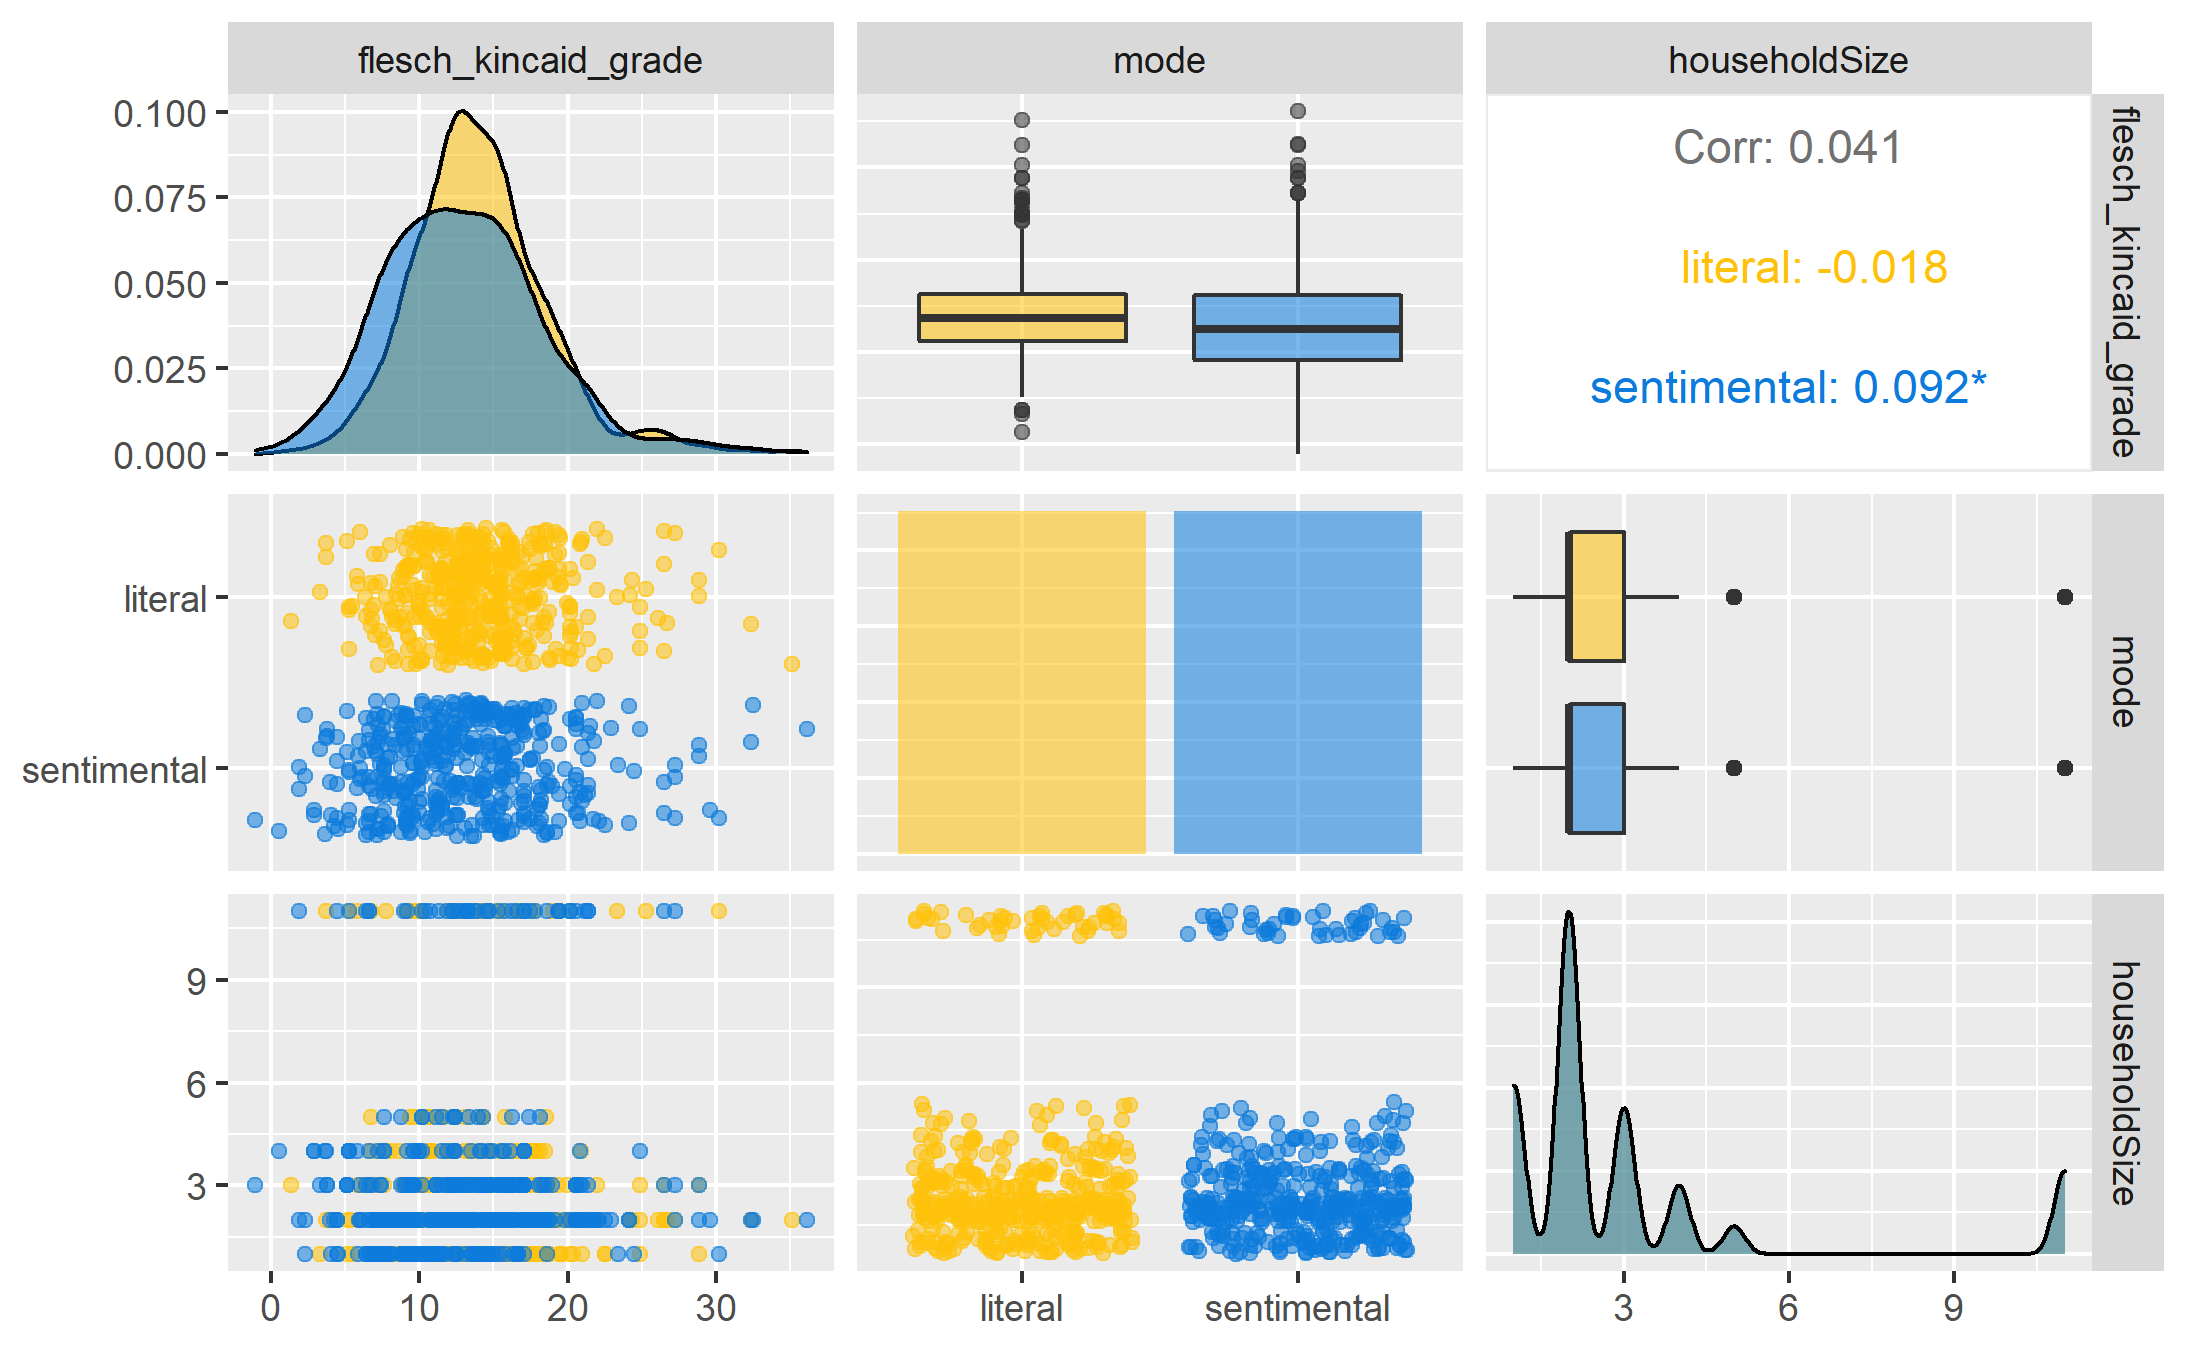 flesch_kincaid_grade
mode
householdSize
0.100
0.075
0.050
0.025
0.000
Corr: 0.041
literal: -0.018
sentimental: 0.092*
flesch_kincaid_grade
literal
sentimental
mode
9
6
3
householdSize
0
10
20
30
literal
sentimental
3
6
9